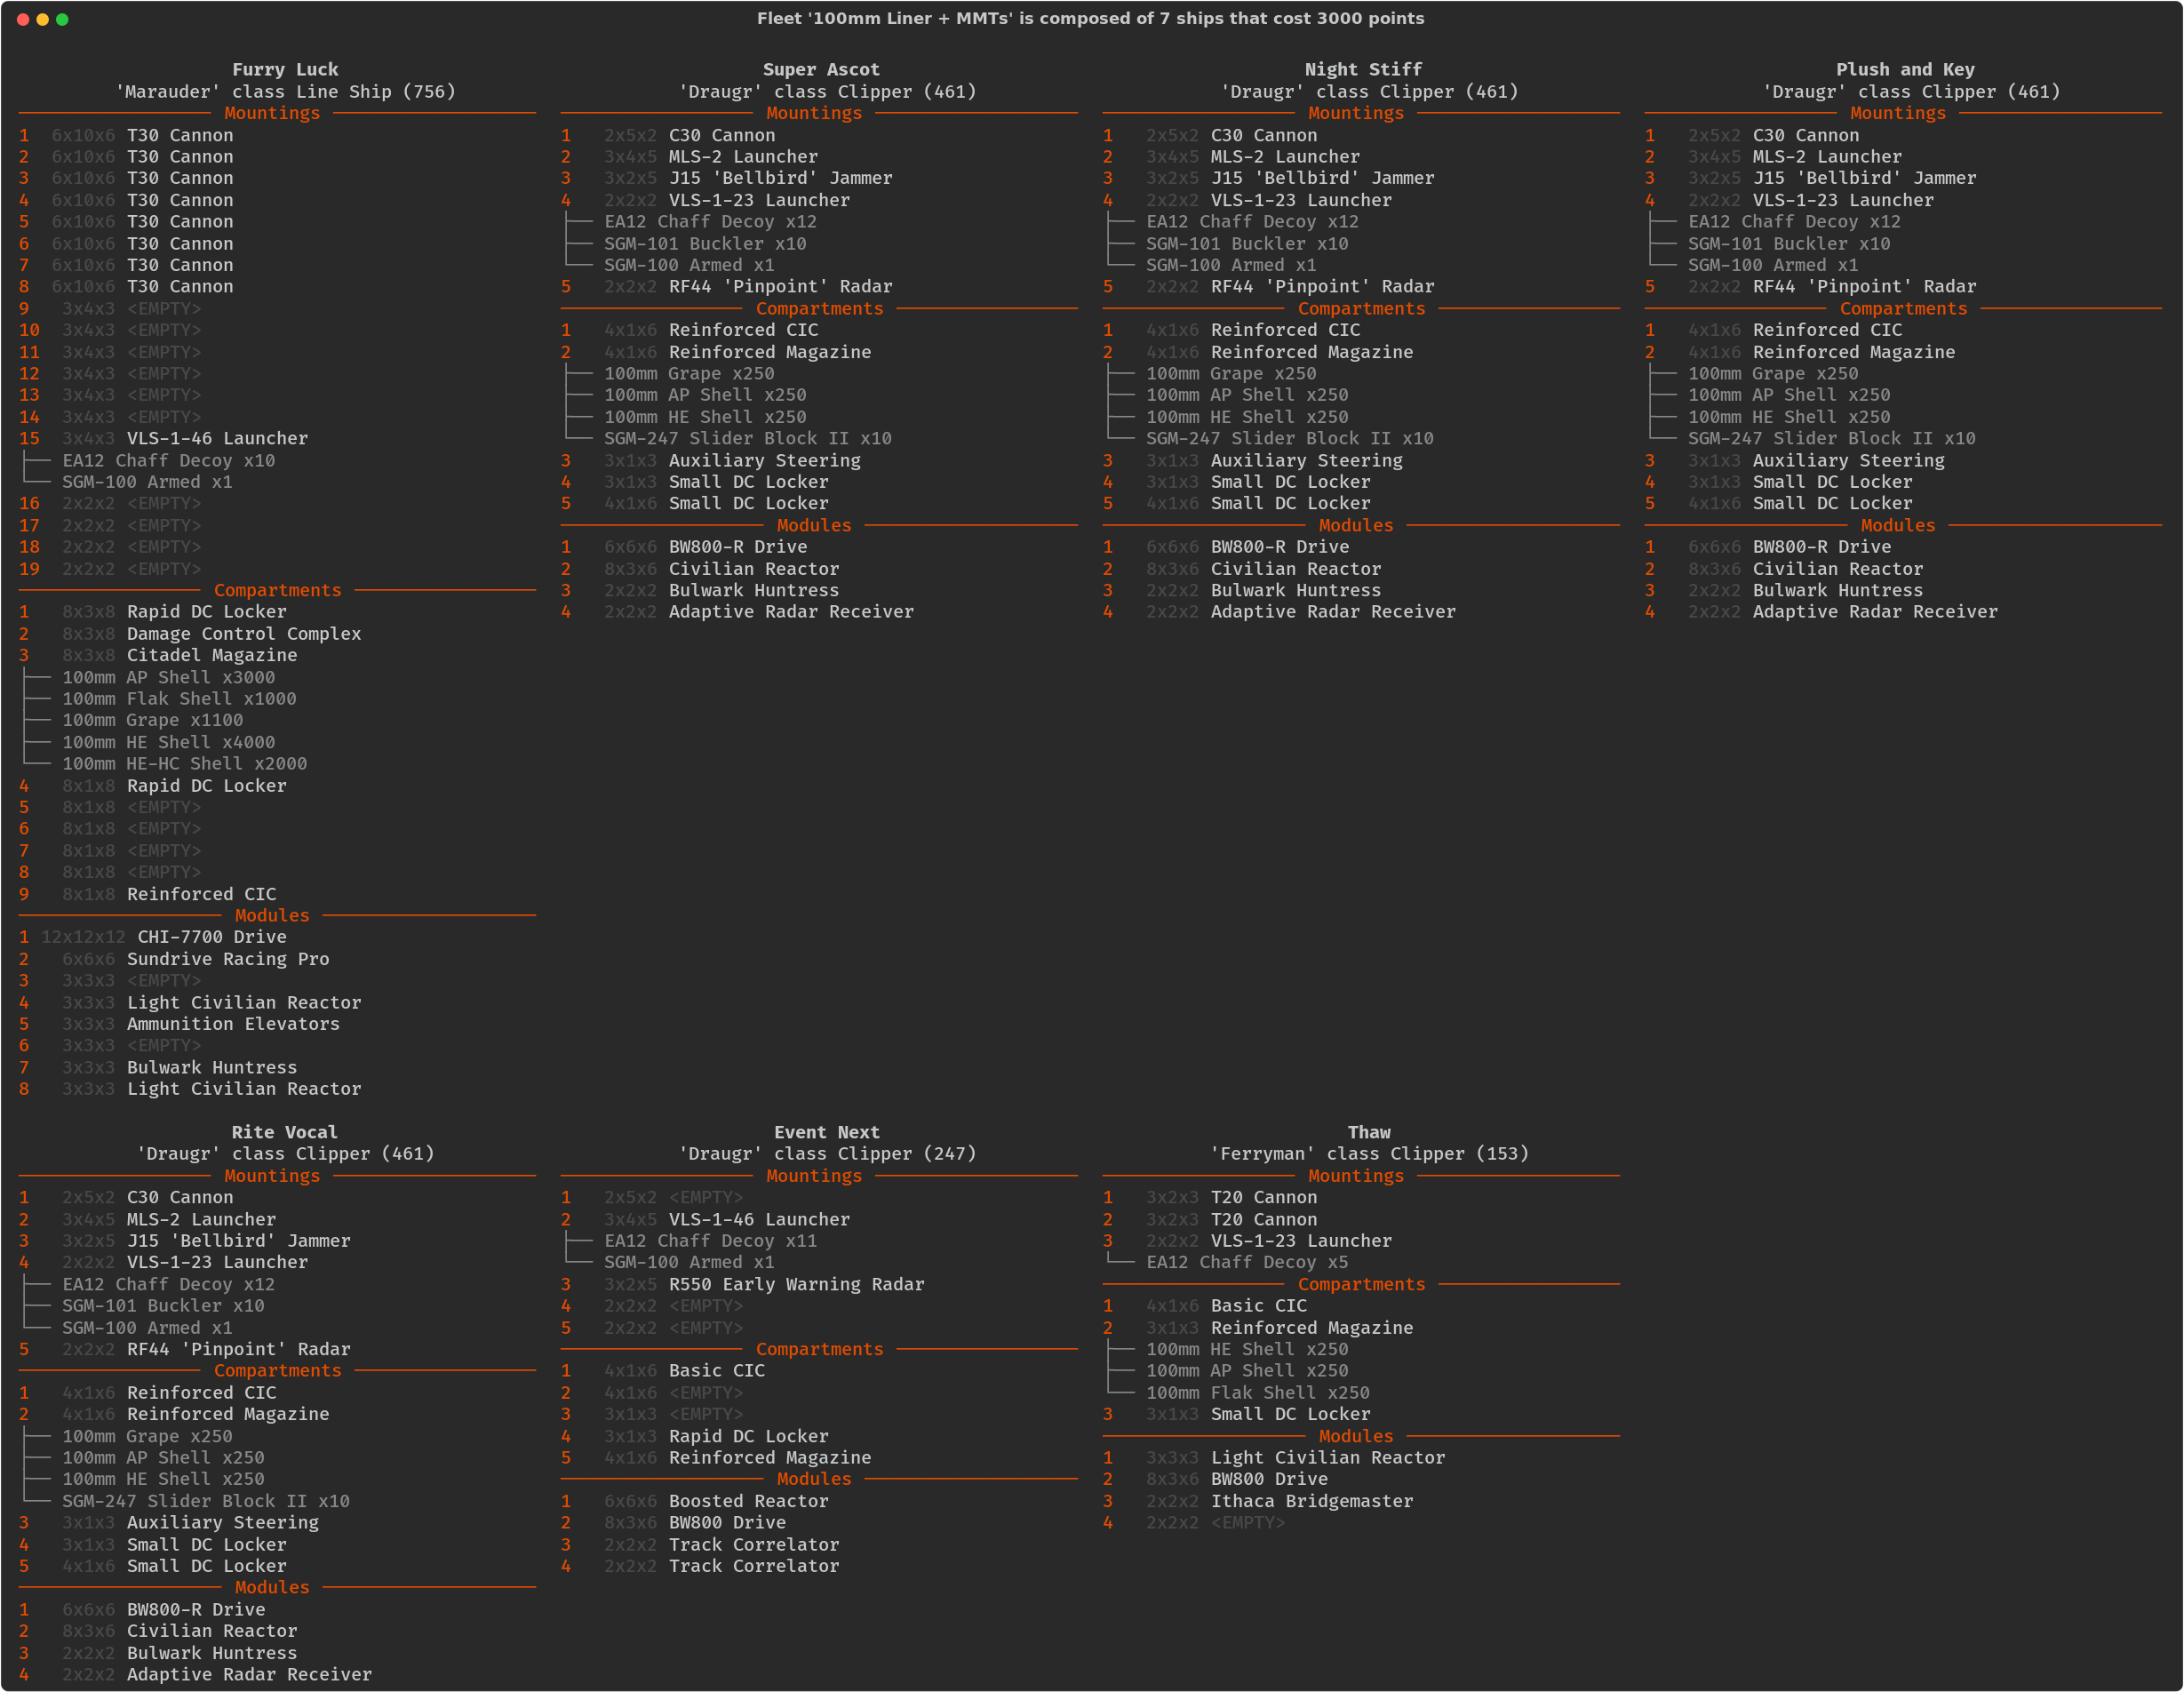 Fleet '100mm Liner + MMTs' is composed of 7 ships that cost 3000 points
Furry Luck
'Marauder' class Line Ship (756)
Mountings
1 6x10x6 T30 Cannon
2 6x10x6 T30 Cannon
3 6x10x6 T30 Cannon
4 6x10x6 T30 Cannon
5 6x10x6 T30 Cannon
6 6x10x6 T30 Cannon
7 6x10x6 T30 Cannon
8 6x10x6 T30 Cannon
9 3x4x3 <EMPTY>
10 3x4x3 <EMPTY>
11 3x4x3 <EMPTY>
12 3x4x3 <EMPTY>
13 3x4x3 <EMPTY>
14 3x4x3 <EMPTY>
15 3x4x3 VLS-1-46 Launcher
EA12 Chaff Decoy x10
SGM-100 Armed x1
16 2x2x2 <EMPTY>
17 2x2x2 <EMPTY>
18 2x2x2 <EMPTY>
19 2x2x2 <EMPTY>
Compartments
1 8x3x8 Rapid DC Locker
2 8x3x8 Damage Control Complex
3 8x3x8 Citadel Magazine
100mm AP Shell x3000
100mm Flak Shell x1000
100mm Grape x1100
100mm HE Shell x4000
100mm HE-HC Shell x2000
4 8x1x8 Rapid DC Locker
5 8x1x8 <EMPTY>
6 8x1x8 <EMPTY>
7 8x1x8 <EMPTY>
8 8x1x8 <EMPTY>
9 8x1x8 Reinforced CIC
Modules
1 12x12x12 CHI-7700 Drive
2 6x6x6 Sundrive Racing Pro
3 3x3x3 <EMPTY>
4 3x3x3 Light Civilian Reactor
5 3x3x3 Ammunition Elevators
6 3x3x3 <EMPTY>
7 3x3x3 Bulwark Huntress
8 3x3x3 Light Civilian Reactor
Super Ascot
'Draugr' class Clipper (461)
Mountings
1 2x5x2 C30 Cannon
2 3x4x5 MLS-2 Launcher
3 3x2x5 J15 'Bellbird' Jammer
4 2x2x2 VLS-1-23 Launcher
EA12 Chaff Decoy x12
SGM-101 Buckler x10
SGM-100 Armed x1
5 2x2x2 RF44 'Pinpoint' Radar
Compartments
1 4x1x6 Reinforced CIC
2 4x1x6 Reinforced Magazine
100mm Grape x250
100mm AP Shell x250
100mm HE Shell x250
SGM-247 Slider Block II x10
3 3x1x3 Auxiliary Steering
4 3x1x3 Small DC Locker
5 4x1x6 Small DC Locker
Modules
1 6x6x6 BW800-R Drive
2 8x3x6 Civilian Reactor
3 2x2x2 Bulwark Huntress
4 2x2x2 Adaptive Radar Receiver
Night Stiff
'Draugr' class Clipper (461)
Mountings
1 2x5x2 C30 Cannon
2 3x4x5 MLS-2 Launcher
3 3x2x5 J15 'Bellbird' Jammer
4 2x2x2 VLS-1-23 Launcher
EA12 Chaff Decoy x12
SGM-101 Buckler x10
SGM-100 Armed x1
5 2x2x2 RF44 'Pinpoint' Radar
Compartments
1 4x1x6 Reinforced CIC
2 4x1x6 Reinforced Magazine
100mm Grape x250
100mm AP Shell x250
100mm HE Shell x250
SGM-247 Slider Block II x10
3 3x1x3 Auxiliary Steering
4 3x1x3 Small DC Locker
5 4x1x6 Small DC Locker
Modules
1 6x6x6 BW800-R Drive
2 8x3x6 Civilian Reactor
3 2x2x2 Bulwark Huntress
4 2x2x2 Adaptive Radar Receiver
Plush and Key
'Draugr' class Clipper (461)
Mountings
1 2x5x2 C30 Cannon
2 3x4x5 MLS-2 Launcher
3 3x2x5 J15 'Bellbird' Jammer
4 2x2x2 VLS-1-23 Launcher
EA12 Chaff Decoy x12
SGM-101 Buckler x10
SGM-100 Armed x1
5 2x2x2 RF44 'Pinpoint' Radar
Compartments
1 4x1x6 Reinforced CIC
2 4x1x6 Reinforced Magazine
100mm Grape x250
100mm AP Shell x250
100mm HE Shell x250
SGM-247 Slider Block II x10
3 3x1x3 Auxiliary Steering
4 3x1x3 Small DC Locker
5 4x1x6 Small DC Locker
Modules
1 6x6x6 BW800-R Drive
2 8x3x6 Civilian Reactor
3 2x2x2 Bulwark Huntress
4 2x2x2 Adaptive Radar Receiver
Rite Vocal
'Draugr' class Clipper (461)
Mountings
1 2x5x2 C30 Cannon
2 3x4x5 MLS-2 Launcher
3 3x2x5 J15 'Bellbird' Jammer
4 2x2x2 VLS-1-23 Launcher
EA12 Chaff Decoy x12
SGM-101 Buckler x10
SGM-100 Armed x1
5 2x2x2 RF44 'Pinpoint' Radar
Compartments
1 4x1x6 Reinforced CIC
2 4x1x6 Reinforced Magazine
100mm Grape x250
100mm AP Shell x250
100mm HE Shell x250
SGM-247 Slider Block II x10
3 3x1x3 Auxiliary Steering
4 3x1x3 Small DC Locker
5 4x1x6 Small DC Locker
Modules
1 6x6x6 BW800-R Drive
2 8x3x6 Civilian Reactor
3 2x2x2 Bulwark Huntress
4 2x2x2 Adaptive Radar Receiver
Event Next
'Draugr' class Clipper (247)
Mountings
1 2x5x2 <EMPTY>
2 3x4x5 VLS-1-46 Launcher
EA12 Chaff Decoy x11
SGM-100 Armed x1
3 3x2x5 R550 Early Warning Radar
4 2x2x2 <EMPTY>
5 2x2x2 <EMPTY>
Compartments
1 4x1x6 Basic CIC
2 4x1x6 <EMPTY>
3 3x1x3 <EMPTY>
4 3x1x3 Rapid DC Locker
5 4x1x6 Reinforced Magazine
Modules
1 6x6x6 Boosted Reactor
2 8x3x6 BW800 Drive
3 2x2x2 Track Correlator
4 2x2x2 Track Correlator
Thaw
'Ferryman' class Clipper (153)
Mountings
1 3x2x3 T20 Cannon
2 3x2x3 T20 Cannon
3 2x2x2 VLS-1-23 Launcher
EA12 Chaff Decoy x5
Compartments
1 4x1x6 Basic CIC
2 3x1x3 Reinforced Magazine
100mm HE Shell x250
100mm AP Shell x250
100mm Flak Shell x250
3 3x1x3 Small DC Locker
Modules
1 3x3x3 Light Civilian Reactor
2 8x3x6 BW800 Drive
3 2x2x2 Ithaca Bridgemaster
4 2x2x2 <EMPTY>